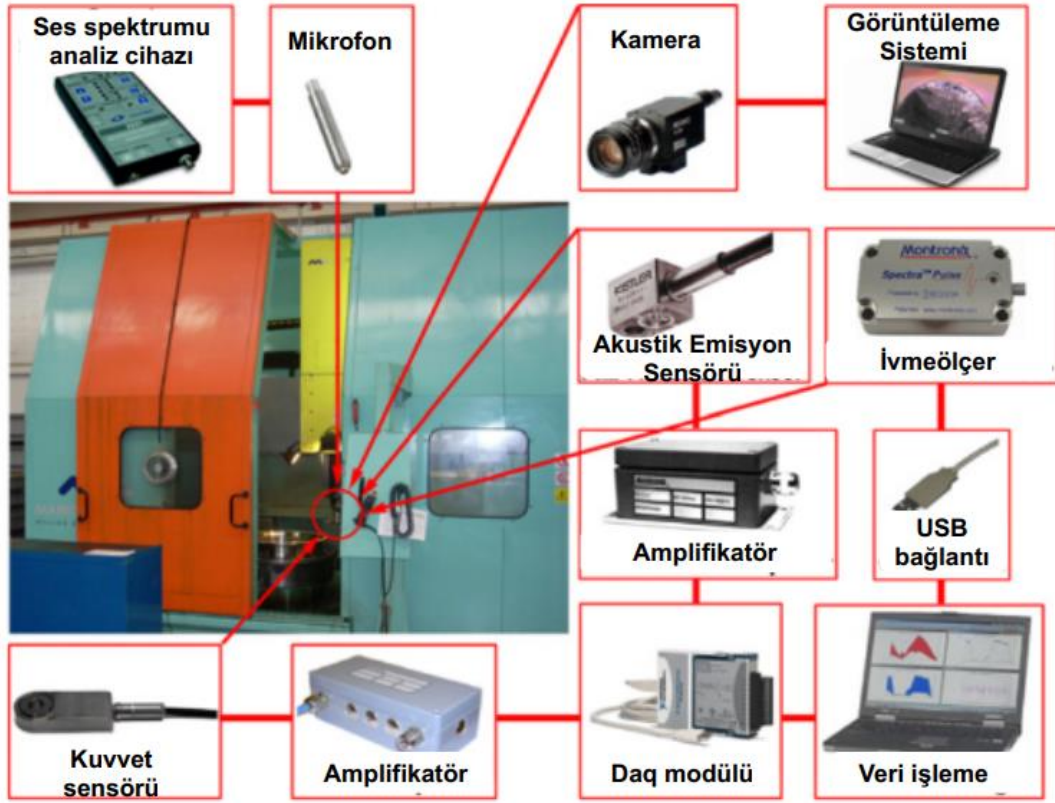 Ses spektrumu
analiz cihazı
Mikrofon
Kamera
Görüntüleme
Sistemi
KISTLER
Akustik Emisyon
Sensörü
Montronix
Spectra™ Pulse
İvmeölçer
Amplifikatör
USB
bağlantı
Kuvvet
sensörü
Amplifikatör
Daq modülü
Veri işleme